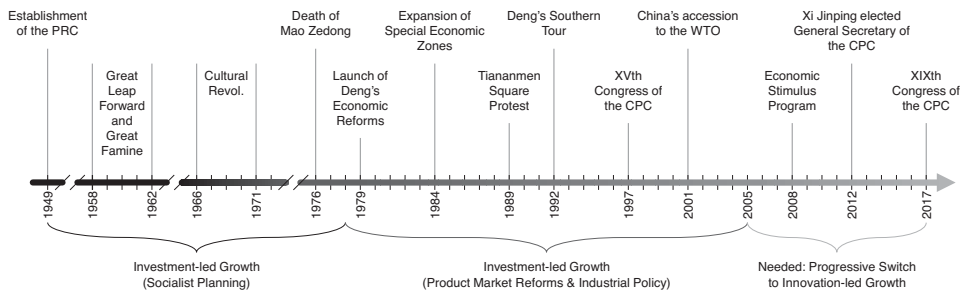 Establishment
of the PRC
Death of
Mao Zedong
Expansion of
Special Economic
Zones
Deng's Southern
Tour
China's accession
to the WTO
Xi Jinping elected
General Secretary of
the CPC
Great
Leap
Forward
and
Great
Famine
Cultural
Revol.
Launch of
Deng's
Economic
Reforms
Tiananmen
Square
Protest
XVth
Congress
of the CPC
Economic
Stimulus
Program
XIXth
Congress of
the CPC
1949
1958
1962
1966
1971
1976
1979
1984
1989
1992
1997
2001
2005
2008
2012
2017
Investment-led Growth
(Socialist Planning)
Investment-led Growth
(Product Market Reforms & Industrial Policy)
Needed: Progressive Switch
to Innovation-led Growth